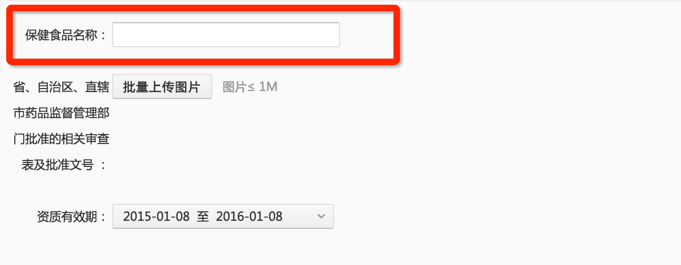 保健食品名称：
省、自治区、直辖 批量上传图片 图片≤ 1M
市药品监督管理部
门批准的相关审查
表及批准文号 ：
资质有效期： 2015-01-08 至 2016-01-08